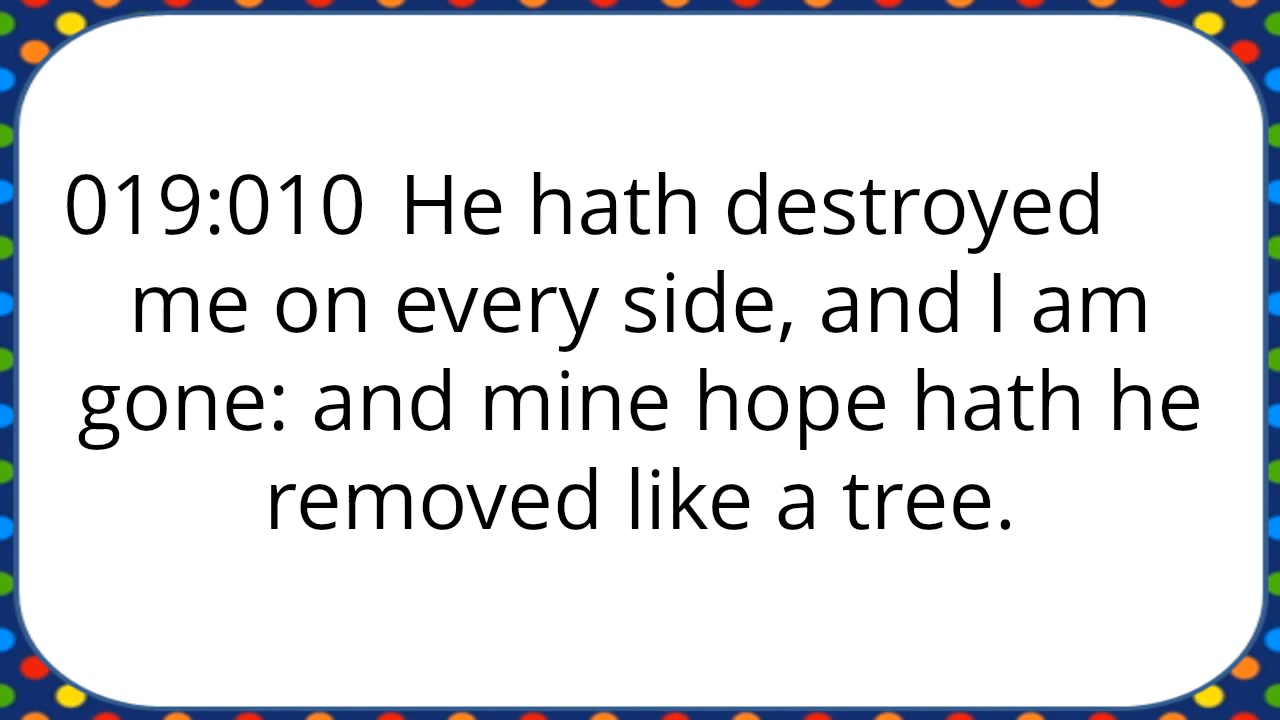 019:010 He hath destroyed
me on every side, and I am
gone: and mine hope hath he
removed like a tree.